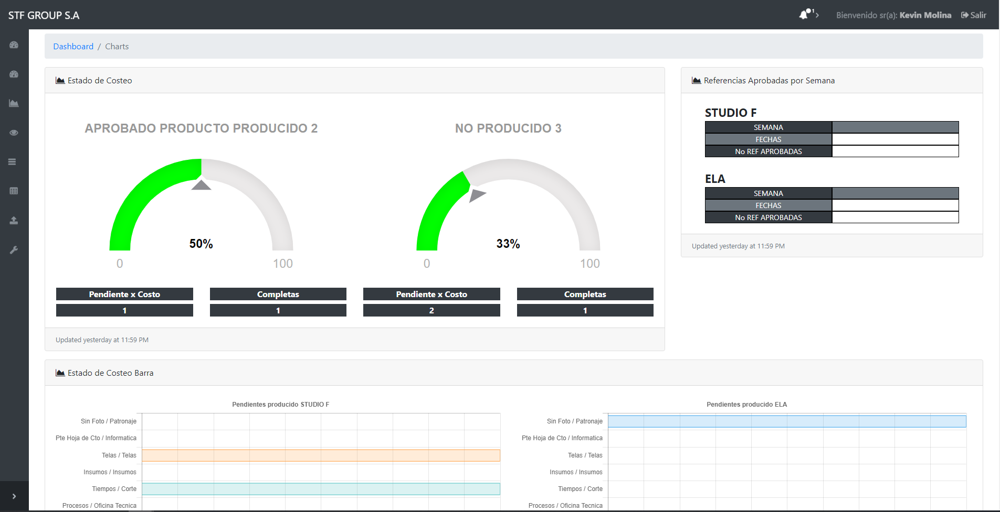 STF GROUP S.A
1
Bienvenido sr(a): Kevin Molina
Salir
Dashboard / Charts
Estado de Costeo
APROBADO PRODUCTO PRODUCIDO 2
50%
0
100
NO PRODUCIDO 3
33%
0
100
Pendiente x Costo
Completas
Pendiente x Costo
Completas
1
1
2
1
Updated yesterday at 11:59 PM
Referencias Aprobadas por Semana
STUDIO F
SEMANA
FECHAS
No REF APROBADAS
ELA
SEMANA
FECHAS
No REF APROBADAS
Updated yesterday at 11:59 PM
Estado de Costeo Barra
Pendientes producido STUDIO F
Sin Foto / Patronaje
Pte Hoja de Cto / Informatica
Telas / Telas
Insumos / Insumos
Tiempos / Corte
Procesos / Oficina Tecnica
Pendientes producido ELA
Sin Foto / Patronaje
Pte Hoja de Cto / Informatica
Telas / Telas
Insumos / Insumos
Tiempos / Corte
Procesos / Oficina Tecnica